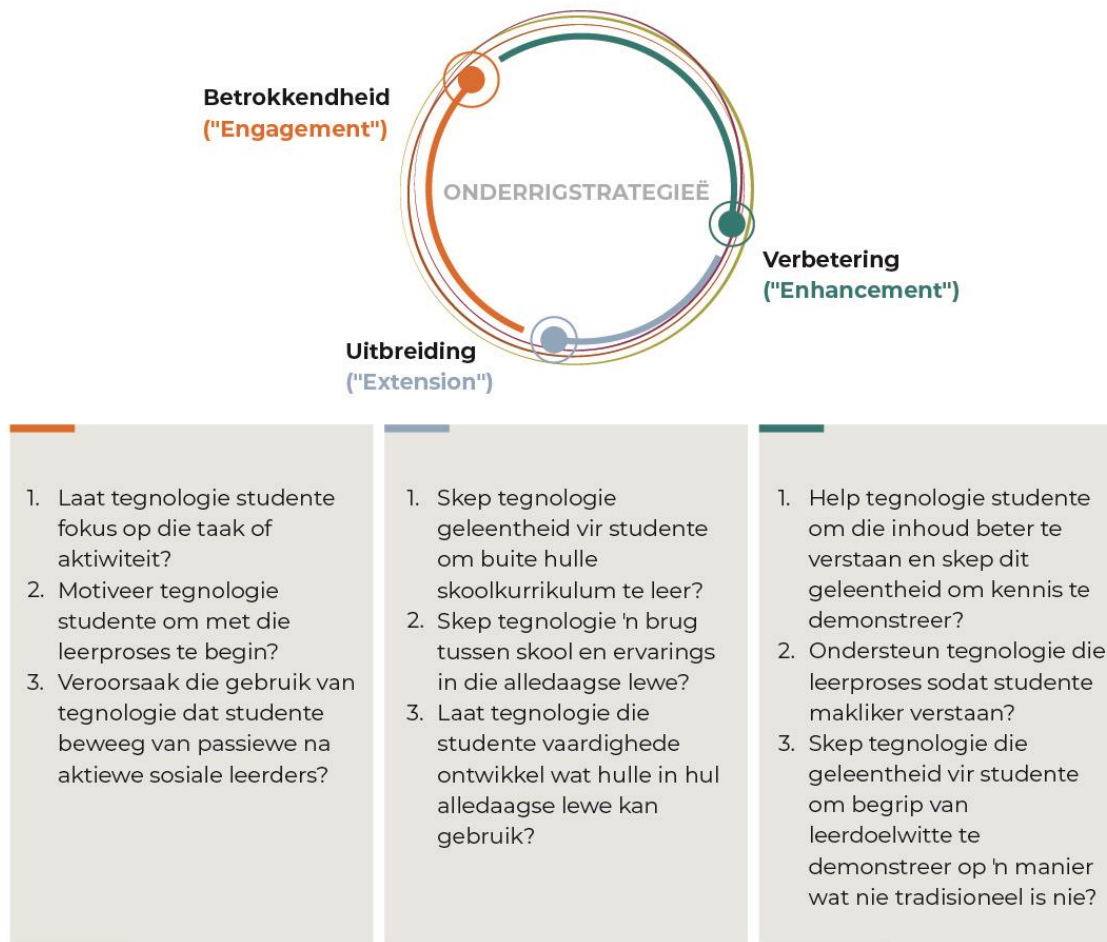 Betrokkendheid
("Engagement")
ONDERRIGSTRATEGIEË
Verbetering
("Enhancement")
Uitbreiding
("Extension")
1. Laat tegnologie studente
fokus op die taak of
aktiwiteit?
2. Motiveer tegnologie
studente om met die
leerproses te begin?
3. Veroorsaak die gebruik van
tegnologie dat studente
beweeg van passiewe na
aktiewe sosiale leerders?
1. Skep tegnologie
geleentheid vir studente
om buite hulle
skoolkurrikulum te leer?
2. Skep tegnologie 'n brug
tussen skool en ervarings
in die alledaagse lewe?
3. Laat tegnologie die
studente vaardighede
ontwikkel wat hulle in hul
alledaagse lewe kan
gebruik?
1. Help tegnologie studente
om die inhoud beter te
verstaan en skep dit
geleentheid om kennis te
demonstreer?
2. Ondersteun tegnologie die
leerproses sodat studente
makliker verstaan?
3. Skep tegnologie die
geleentheid vir studente
om begrip van
leerdoelwitte te
demonstreer op 'n manier
wat nie tradisioneel is nie?